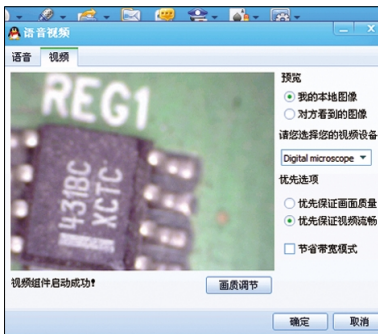 语音视频
语音 视频
REG1
4318C
XCTC
预览
我的本地图像
对方看到的图像
请您选择您的视频设备
Digital microscope
优先选项
优先保证画面质量
优先保证视频流畅
节省带宽模式
视频组件启动成功!
画质调节
确定 取消